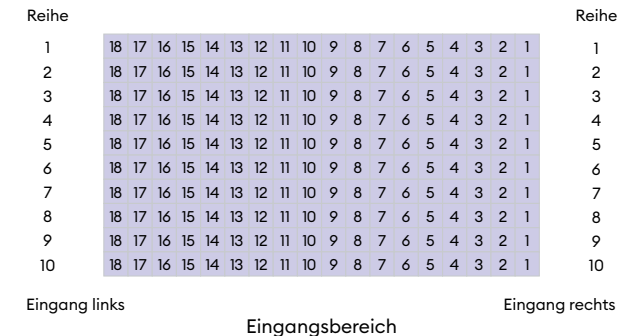 Reihe Reihe
1 18 17 16 15 14 13 12 11 10 9 8 7 6 5 4 3 2 1 1
2 18 17 16 15 14 13 12 11 10 9 8 7 6 5 4 3 2 1 2
3 18 17 16 15 14 13 12 11 10 9 8 7 6 5 4 3 2 1 3
4 18 17 16 15 14 13 12 11 10 9 8 7 6 5 4 3 2 1 4
5 18 17 16 15 14 13 12 11 10 9 8 7 6 5 4 3 2 1 5
6 18 17 16 15 14 13 12 11 10 9 8 7 6 5 4 3 2 1 6
7 18 17 16 15 14 13 12 11 10 9 8 7 6 5 4 3 2 1 7
8 18 17 16 15 14 13 12 11 10 9 8 7 6 5 4 3 2 1 8
9 18 17 16 15 14 13 12 11 10 9 8 7 6 5 4 3 2 1 9
10 18 17 16 15 14 13 12 11 10 9 8 7 6 5 4 3 2 1 10
Eingang links Eingang rechts
Eingangsbereich